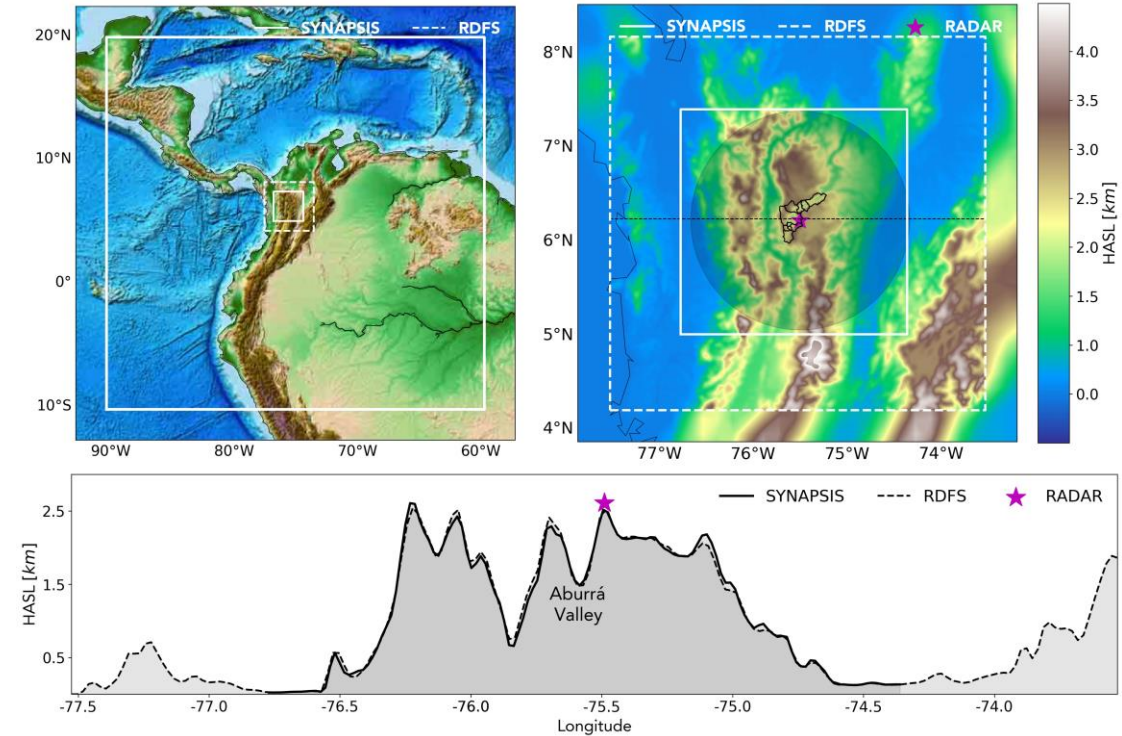 SYNAPSIS RDFS
20°N
10°N
0°
10°S
90°W 80°W 70°W 60°W
SYNAPSIS RDFS RADAR
8°N
7°N
6°N
5°N
4°N
77°W 76°W 75°W 74°W
4.0
3.5
3.0
2.5
2.0
1.5
1.0
0.5
0.0
HASL [km]
SYNAPSIS RDFS RADAR
2.5
1.5
0.5
HASL [km]
Aburrá
Valley
-77.5 -77.0 -76.5 -76.0 -75.5 -75.0 -74.5 -74.0
Longitude